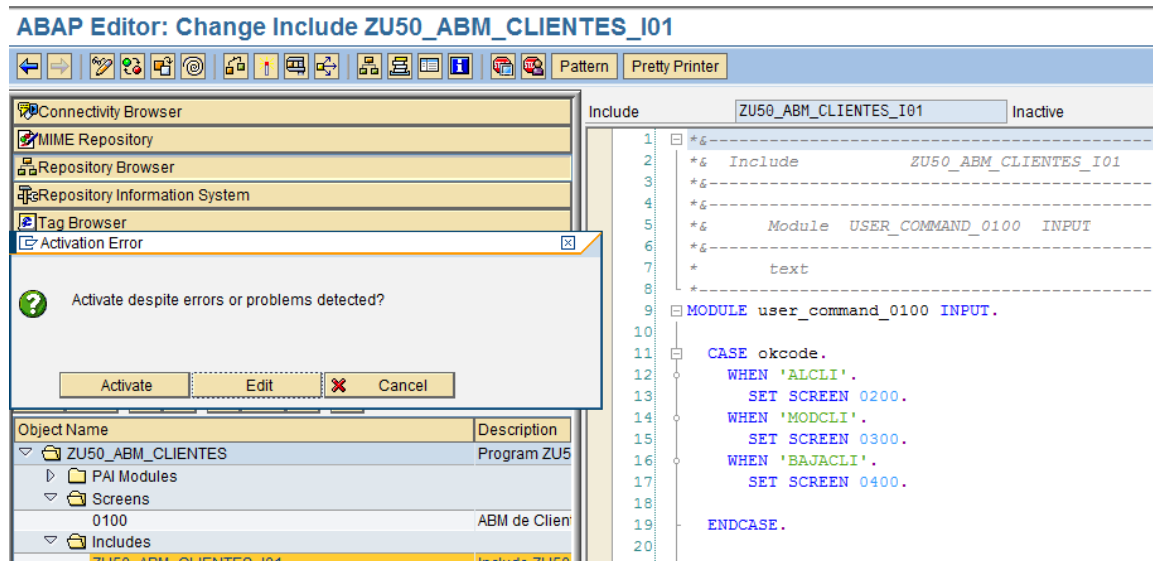 ABAP Editor: Change Include ZU50_ABM_CLIENTES_I01
Pattern Pretty Printer
Connectivity Browser
MIME Repository
Repository Browser
Repository Information System
Tag Browser
Activation Error
Activate despite errors or problems detected?
Activate Edit Cancel
Object Name Description
ZU50_ABM_CLIENTES Program ZU5
PAI Modules
Screens
0100 ABM de Clien
Includes
ZU50_ABM_CLIENTES_I01 Include ZU50
Include ZU50_ABM_CLIENTES_I01 Inactive
1 *&---------------------------------------------
2 *& Include ZU50_ABM_CLIENTES_I01
3 *&---------------------------------------------
4 *&---------------------------------------------
5 *& Module USER_COMMAND_0100 INPUT
6 *&---------------------------------------------
7 * text
8 *----------------------------------------------
9 MODULE user_command_0100 INPUT.
10
11 CASE okcode.
12 WHEN 'ALCLI'.
13 SET SCREEN 0200.
14 WHEN 'MODCLI'.
15 SET SCREEN 0300.
16 WHEN 'BAJACLI'.
17 SET SCREEN 0400.
18
19 ENDCASE.
20